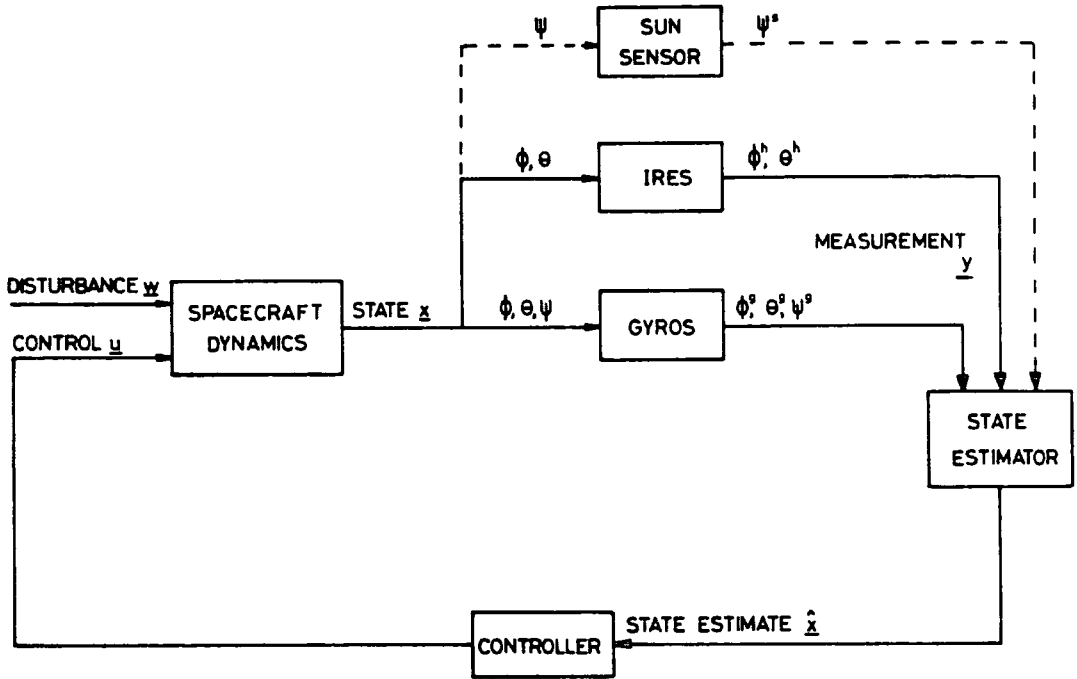 ψ
SUN
SENSOR
ψˢ
ϕ, θ
IRES
ϕʰ, θʰ
MEASUREMENT
y
DISTURBANCE w
SPACECRAFT
DYNAMICS
STATE x
ϕ, θ, ψ
GYROS
ϕᵍ, θᵍ, ψᵍ
CONTROL u
STATE
ESTIMATOR
CONTROLLER
STATE ESTIMATE x̂